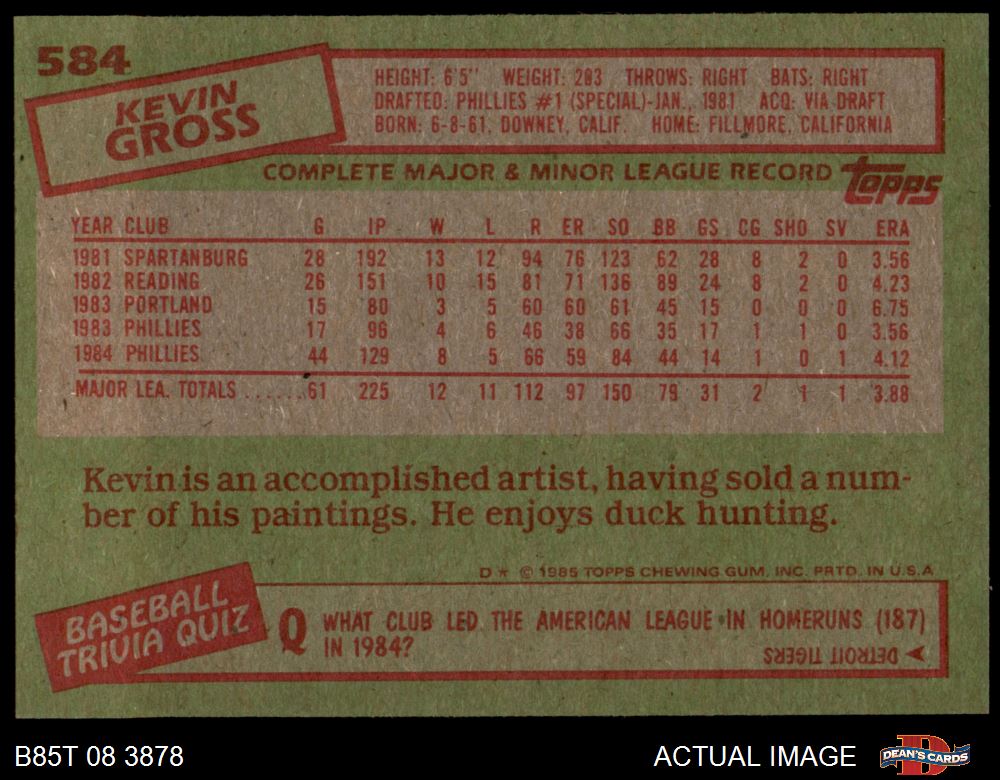 584
KEVIN
GROSS
HEIGHT: 6'5" WEIGHT: 203 THROWS: RIGHT BATS: RIGHT
DRAFTED: PHILLIES #1 (SPECIAL)-JAN., 1981 ACQ: VIA DRAFT
BORN: 6-8-61, DOWNEY, CALIF. HOME: FILLMORE, CALIFORNIA
COMPLETE MAJOR & MINOR LEAGUE RECORD topps
YEAR CLUB G IP W L R ER SO BB GS CG SHO SV ERA
1981 SPARTANBURG 28 192 13 12 94 76 123 62 28 8 2 0 3.56
1982 READING 26 151 10 15 81 71 136 89 24 8 2 0 4.23
1983 PORTLAND 15 80 3 5 60 60 61 45 15 0 0 0 6.75
1983 PHILLIES 17 96 4 6 46 38 66 35 17 1 1 0 3.56
1984 PHILLIES 44 129 8 5 66 59 84 44 14 1 0 1 4.12
MAJOR LEA. TOTALS ......61 225 12 11 112 97 150 79 31 2 1 1 3.88
Kevin is an accomplished artist, having sold a num-
ber of his paintings. He enjoys duck hunting.
D * © 1985 TOPPS CHEWING GUM, INC. PRTD. IN U.S.A
BASEBALL
TRIVIA QUIZ
Q WHAT CLUB LED THE AMERICAN LEAGUE IN HOMERUNS (187)
IN 1984?
DETROIT TIGERS
B85T 08 3878
ACTUAL IMAGE
D
DEAN'S CARDS